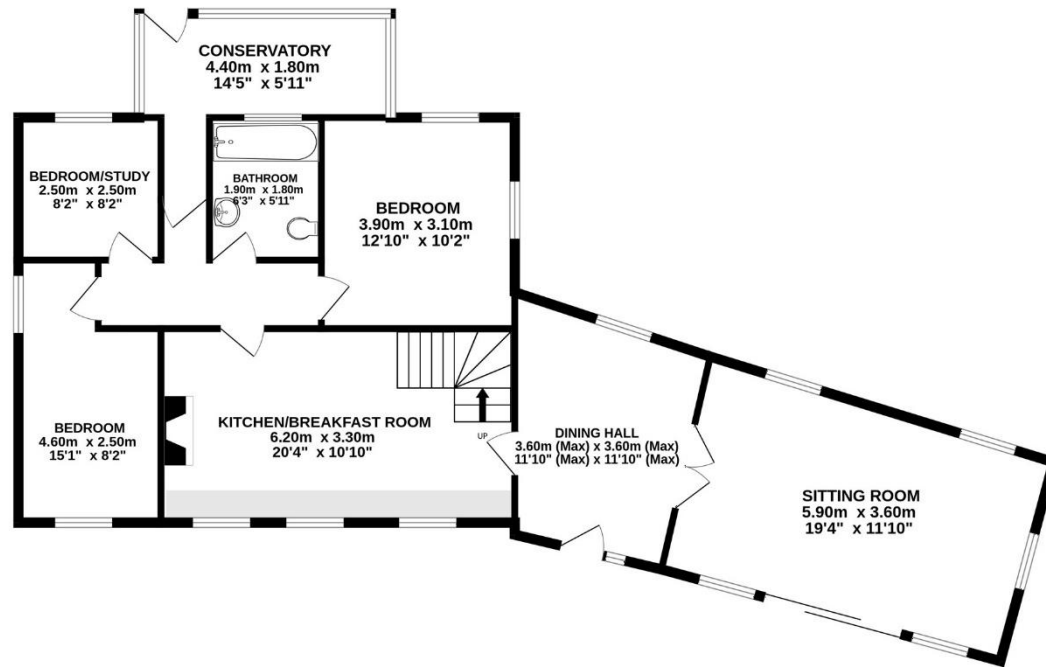 CONSERVATORY
4.40m x 1.80m
14'5" x 5'11"
BEDROOM/STUDY
2.50m x 2.50m
8'2" x 8'2"
BATHROOM
1.90m x 1.80m
6'3" x 5'11"
BEDROOM
3.90m x 3.10m
12'10" x 10'2"
BEDROOM
4.60m x 2.50m
15'1" x 8'2"
KITCHEN/BREAKFAST ROOM
6.20m x 3.30m
20'4" x 10'10"
UP
DINING HALL
3.60m (Max) x 3.60m (Max)
11'10" (Max) x 11'10" (Max)
SITTING ROOM
5.90m x 3.60m
19'4" x 11'10"